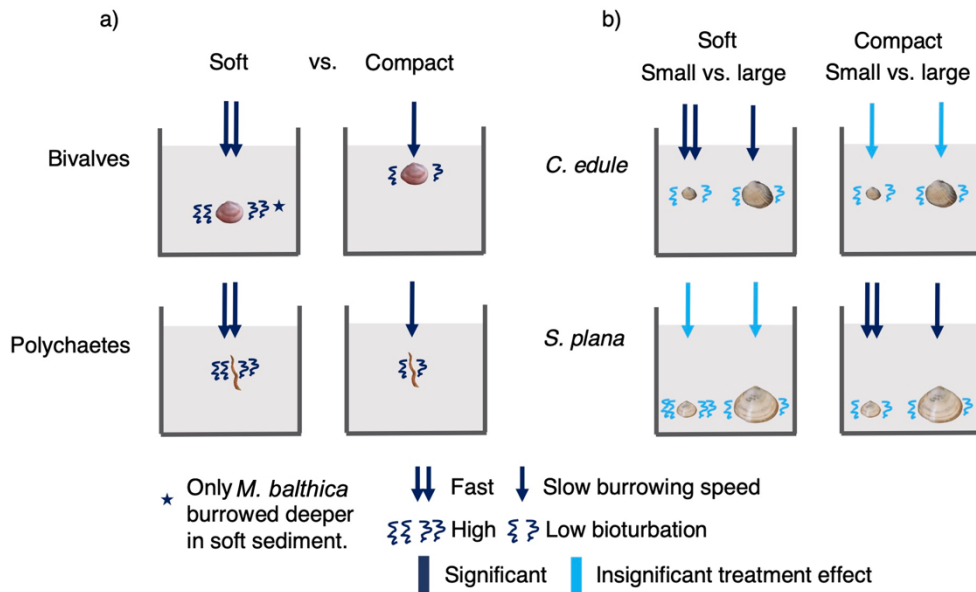 a)
Soft vs. Compact
Bivalves
Polychaetes
b)
Soft
Small vs. large
Compact
Small vs. large
C. edule
S. plana
Only M. balthica
burrowed deeper
in soft sediment.
Fast
Slow burrowing speed
High
Low bioturbation
Significant
Insignificant treatment effect